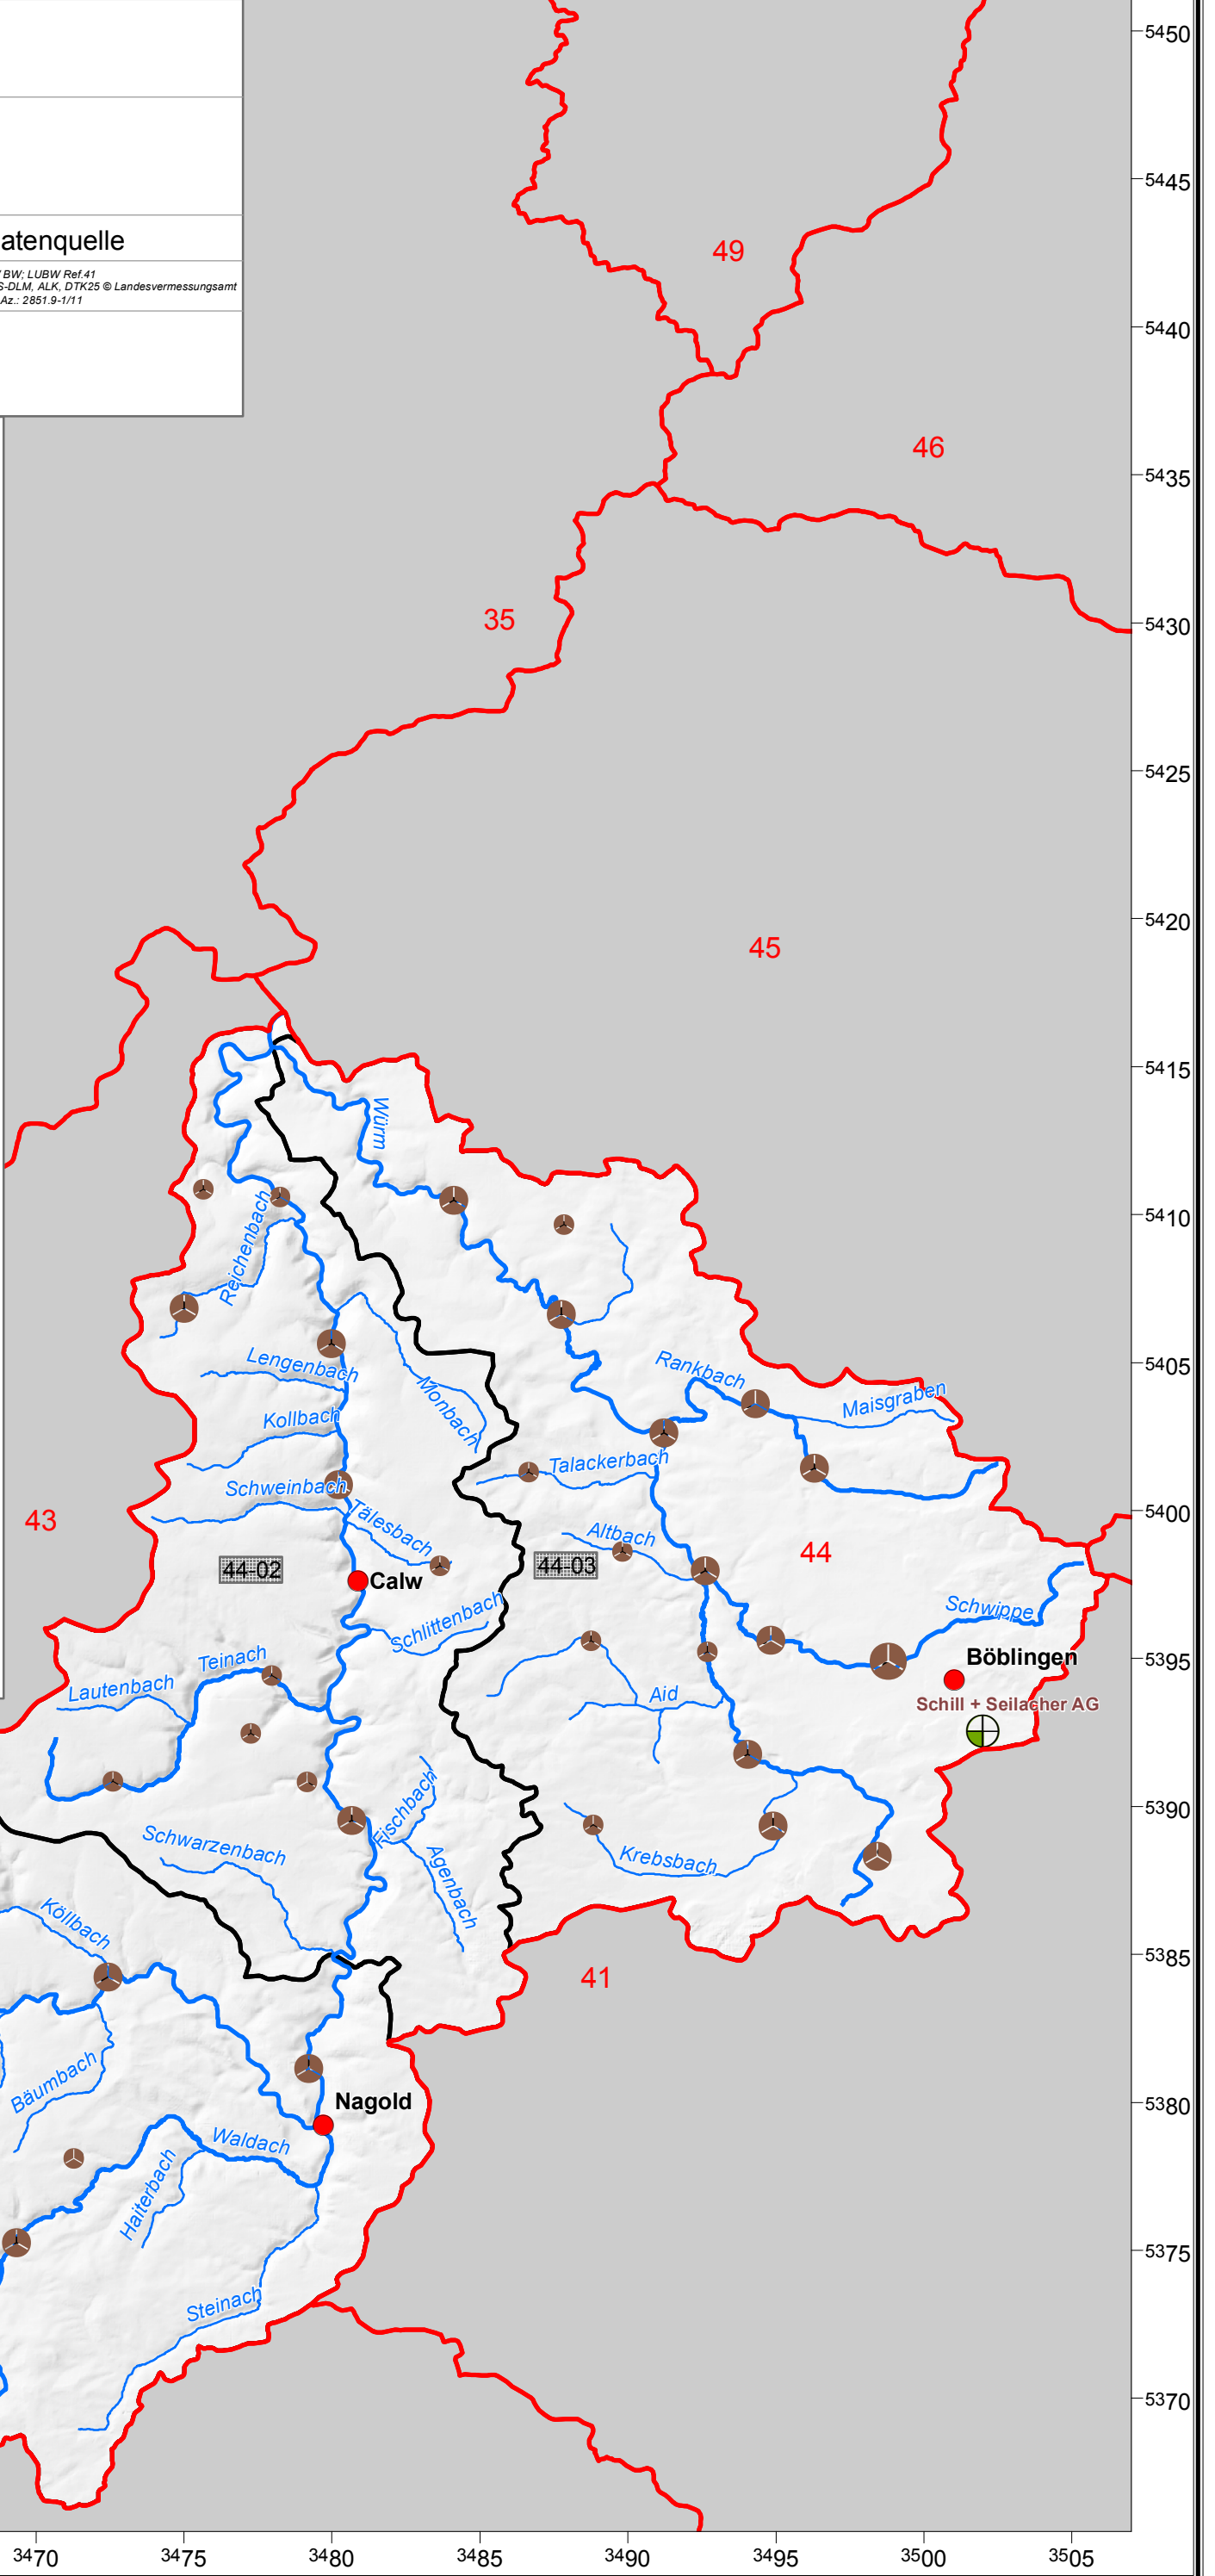 atenquelle
BW; LUBW Ref.41
S-DLM, ALK, DTK25 © Landesvermessungsamt
Az.: 2851.9-1/11
5450
5445
49
5440
46
5435
35
5430
5425
5420
45
5415
Würm
5410
Reichenbach
5405
Lengenbach
Rankbach
Monbach
Maisgraben
Kollbach
Talackerbach
Schweinbach
5400
43
Tälesbach
Altbach
44
44-02
44-03
Calw
Schwippe
Schlittenbach
Teinach
Böblingen
5395
Lautenbach
Aid
Schill + Seilacher AG
5390
Fischbach
Schwarzenbach
Krebsbach
Agenbach
Köllbach
5385
41
Bäumbach
Nagold
5380
Waldach
Haiterbach
5375
Steinach
5370
3470
3475
3480
3485
3490
3495
3500
3505